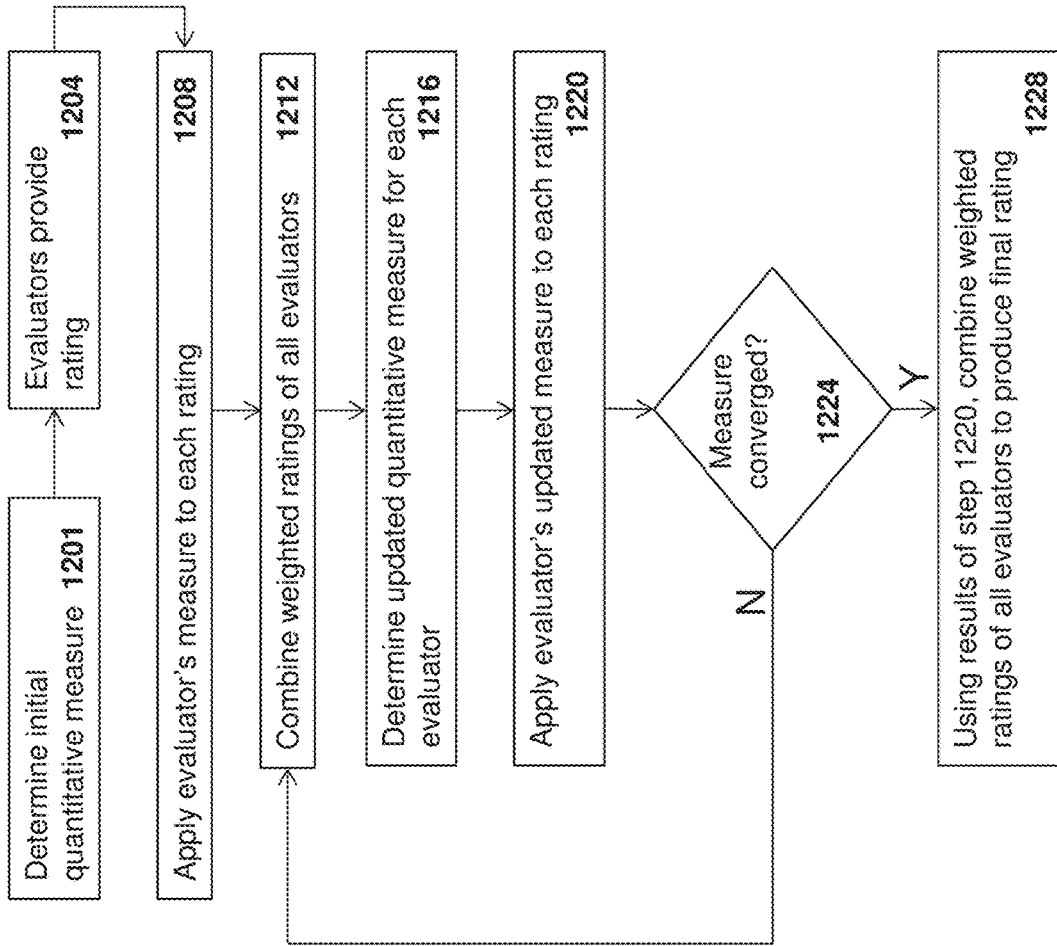 Determine initial
quantitative measure 1201
Evaluators provide
rating 1204
Apply evaluator's measure to each rating 1208
Combine weighted ratings of all evaluators 1212
Determine updated quantitative measure for each
evaluator 1216
Apply evaluator's updated measure to each rating
1220
Measure
converged?
1224
N
Y
Using results of step 1220, combine weighted
ratings of all evaluators to produce final rating
1228